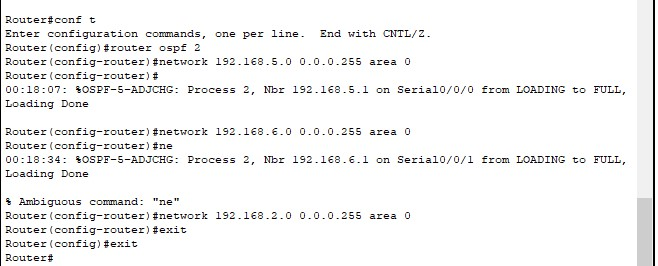 Router#conf t
Enter configuration commands, one per line.  End with CNTL/Z.
Router(config)#router ospf 2
Router(config-router)#network 192.168.5.0 0.0.0.255 area 0
Router(config-router)#
00:18:07: %OSPF-5-ADJCHG: Process 2, Nbr 192.168.5.1 on Serial0/0/0 from LOADING to FULL,
Loading Done
Router(config-router)#network 192.168.6.0 0.0.0.255 area 0
Router(config-router)#ne
00:18:34: %OSPF-5-ADJCHG: Process 2, Nbr 192.168.6.1 on Serial0/0/1 from LOADING to FULL,
Loading Done
% Ambiguous command: "ne"
Router(config-router)#network 192.168.2.0 0.0.0.255 area 0
Router(config-router)#exit
Router(config)#exit
Router#